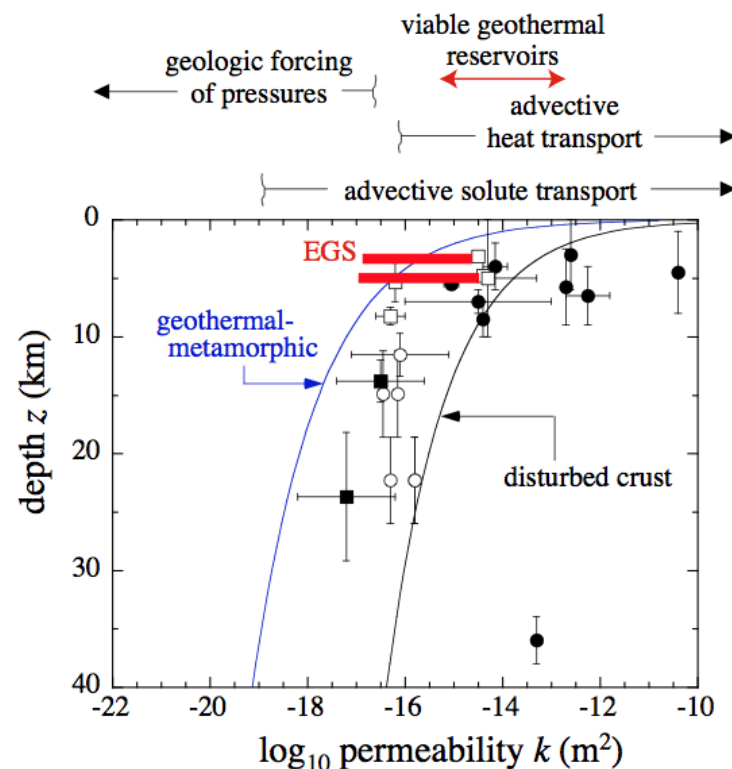 viable geothermal
reservoirs
geologic forcing
of pressures
advective
heat transport
advective solute transport
0
EGS
geothermal-
metamorphic
10
depth z (km)
20
disturbed crust
30
40
-22 -20 -18 -16 -14 -12 -10
log10 permeability k (m²)